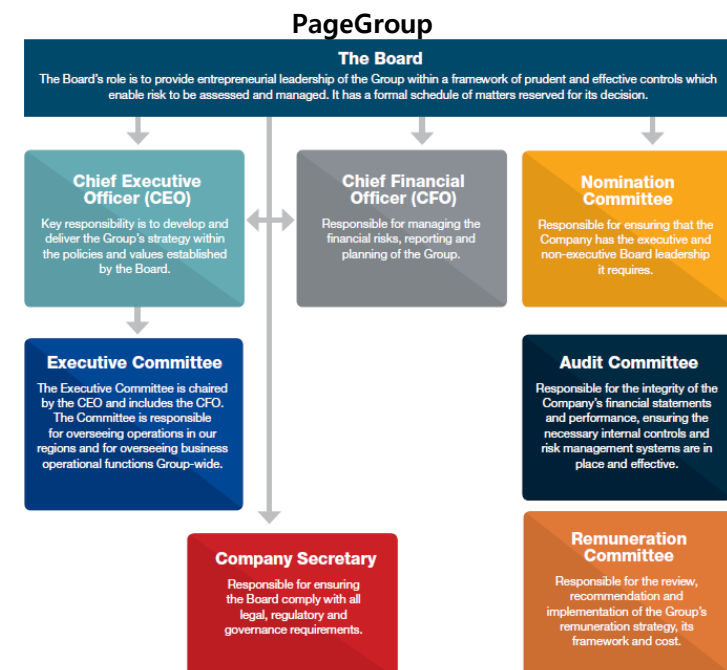 PageGroup
The Board
The Board's role is to provide entrepreneurial leadership of the Group within a framework of prudent and effective controls which
enable risk to be assessed and managed. It has a formal schedule of matters reserved for its decision.
Chief Executive
Officer (CEO)
Key responsibility is to develop and
deliver the Group's strategy within
the policies and values established
by the Board.
Chief Financial
Officer (CFO)
Responsible for managing the
financial risks, reporting and
planning of the Group.
Nomination
Committee
Responsible for ensuring that the
Company has the executive and
non-executive Board leadership
it requires.
Executive Committee
The Executive Committee is chaired
by the CEO and includes the CFO.
The Committee is responsible
for overseeing operations in our
regions and for overseeing business
operational functions Group-wide.
Audit Committee
Responsible for the integrity of the
Company's financial statements
and performance, ensuring the
necessary internal controls and
risk management systems are in
place and effective.
Company Secretary
Responsible for ensuring
the Board comply with all
legal, regulatory and
governance requirements.
Remuneration
Committee
Responsible for the review,
recommendation and
implementation of the Group's
remuneration strategy, its
framework and cost.